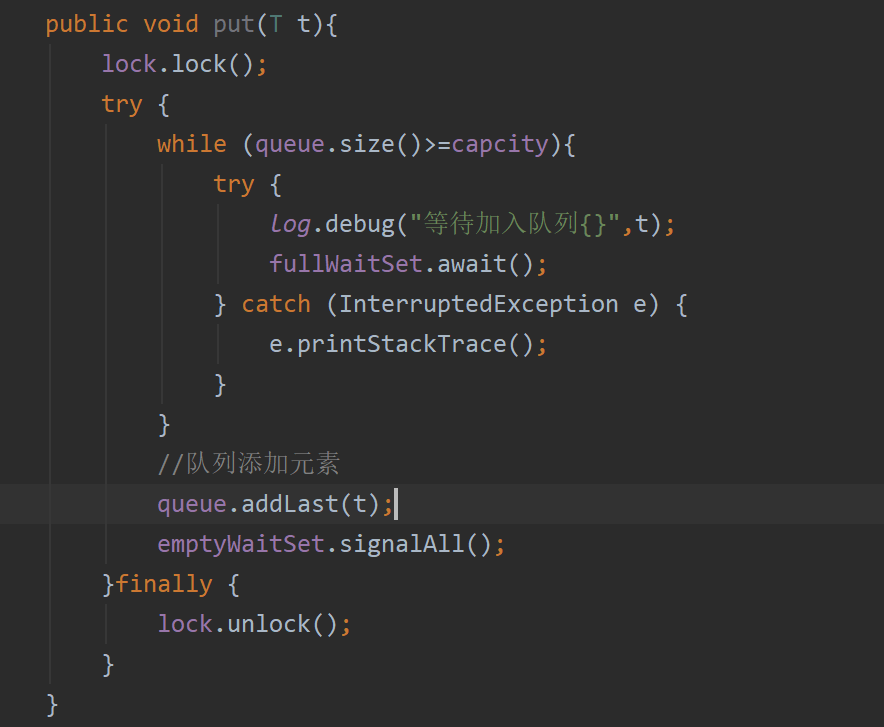 public void put(T t){
lock.lock();
try {
while (queue.size()>=capcity){
try {
log.debug("等待加入队列{}",t);
fullWaitSet.await();
} catch (InterruptedException e) {
e.printStackTrace();
}
}
//队列添加元素
queue.addLast(t);
emptyWaitSet.signalAll();
}finally {
lock.unlock();
}
}